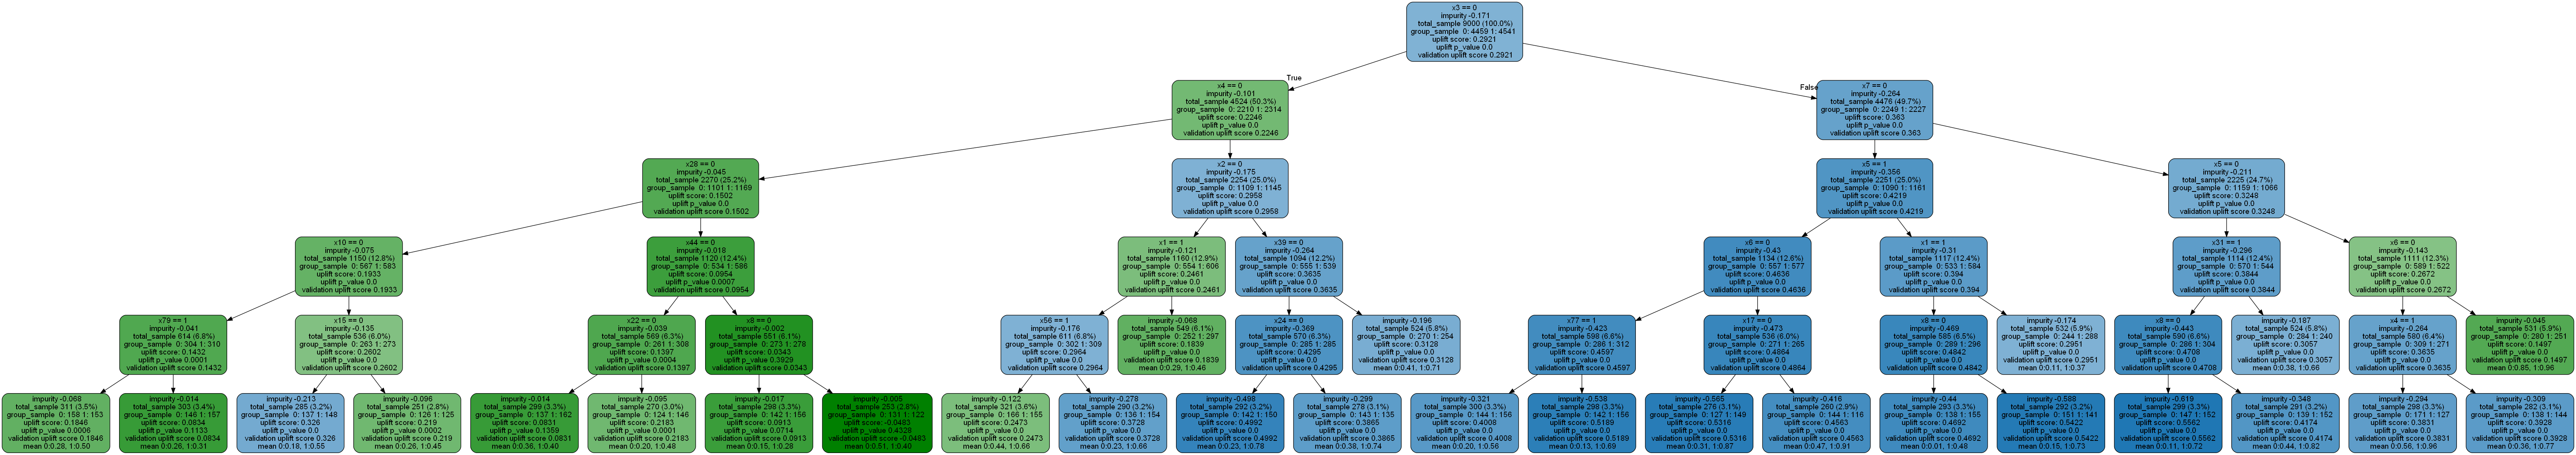 x3 == 0
impurity -0.171
total_sample 9000 (100.0%)
group_sample 0: 4459 1: 4541
uplift score: 0.2921
uplift p_value 0.0
validation uplift score 0.2921
True
False
x4 == 0
impurity -0.101
total_sample 4524 (50.3%)
group_sample 0: 2210 1: 2314
uplift score: 0.2246
uplift p_value 0.0
validation uplift score 0.2246
x7 == 0
impurity -0.264
total_sample 4476 (49.7%)
group_sample 0: 2249 1: 2227
uplift score: 0.363
uplift p_value 0.0
validation uplift score 0.363
x28 == 0
impurity -0.045
total_sample 2270 (25.2%)
group_sample 0: 1101 1: 1169
uplift score: 0.1502
uplift p_value 0.0
validation uplift score 0.1502
x2 == 0
impurity -0.175
total_sample 2254 (25.0%)
group_sample 0: 1109 1: 1145
uplift score: 0.2958
uplift p_value 0.0
validation uplift score 0.2958
x5 == 1
impurity -0.356
total_sample 2251 (25.0%)
group_sample 0: 1090 1: 1161
uplift score: 0.4219
uplift p_value 0.0
validation uplift score 0.4219
x5 == 0
impurity -0.211
total_sample 2225 (24.7%)
group_sample 0: 1159 1: 1066
uplift score: 0.3248
uplift p_value 0.0
validation uplift score 0.3248
x10 == 0
impurity -0.075
total_sample 1150 (12.8%)
group_sample 0: 567 1: 583
uplift score: 0.1933
uplift p_value 0.0
validation uplift score 0.1933
x44 == 0
impurity -0.018
total_sample 1120 (12.4%)
group_sample 0: 534 1: 586
uplift score: 0.0954
uplift p_value 0.0007
validation uplift score 0.0954
x1 == 1
impurity -0.121
total_sample 1160 (12.9%)
group_sample 0: 554 1: 606
uplift score: 0.2461
uplift p_value 0.0
validation uplift score 0.2461
x39 == 0
impurity -0.264
total_sample 1094 (12.2%)
group_sample 0: 555 1: 539
uplift score: 0.3635
uplift p_value 0.0
validation uplift score 0.3635
x6 == 0
impurity -0.43
total_sample 1134 (12.6%)
group_sample 0: 557 1: 577
uplift score: 0.4636
uplift p_value 0.0
validation uplift score 0.4636
x1 == 1
impurity -0.31
total_sample 1117 (12.4%)
group_sample 0: 533 1: 584
uplift score: 0.394
uplift p_value 0.0
validation uplift score 0.394
x31 == 1
impurity -0.296
total_sample 1114 (12.4%)
group_sample 0: 570 1: 544
uplift score: 0.3844
uplift p_value 0.0
validation uplift score 0.3844
x6 == 0
impurity -0.143
total_sample 1111 (12.3%)
group_sample 0: 589 1: 522
uplift score: 0.2672
uplift p_value 0.0
validation uplift score 0.2672
x79 == 1
impurity -0.041
total_sample 614 (6.8%)
group_sample 0: 304 1: 310
uplift score: 0.1432
uplift p_value 0.0001
validation uplift score 0.1432
x15 == 0
impurity -0.135
total_sample 536 (6.0%)
group_sample 0: 263 1: 273
uplift score: 0.2602
uplift p_value 0.0
validation uplift score 0.2602
x22 == 0
impurity -0.039
total_sample 569 (6.3%)
group_sample 0: 261 1: 308
uplift score: 0.1397
uplift p_value 0.0004
validation uplift score 0.1397
x8 == 0
impurity -0.002
total_sample 551 (6.1%)
group_sample 0: 273 1: 278
uplift score: 0.0343
uplift p_value 0.3929
validation uplift score 0.0343
x56 == 1
impurity -0.176
total_sample 611 (6.8%)
group_sample 0: 302 1: 309
uplift score: 0.2964
uplift p_value 0.0
validation uplift score 0.2964
impurity -0.068
total_sample 549 (6.1%)
group_sample 0: 252 1: 297
uplift score: 0.1839
uplift p_value 0.0
validation uplift score 0.1839
mean 0:0.29, 1:0.46
x24 == 0
impurity -0.369
total_sample 570 (6.3%)
group_sample 0: 285 1: 285
uplift score: 0.4295
uplift p_value 0.0
validation uplift score 0.4295
impurity -0.196
total_sample 524 (5.8%)
group_sample 0: 270 1: 254
uplift score: 0.3128
uplift p_value 0.0
validation uplift score 0.3128
mean 0:0.41, 1:0.71
x77 == 1
impurity -0.423
total_sample 598 (6.6%)
group_sample 0: 286 1: 312
uplift score: 0.4597
uplift p_value 0.0
validation uplift score 0.4597
x17 == 0
impurity -0.473
total_sample 536 (6.0%)
group_sample 0: 271 1: 265
uplift score: 0.4864
uplift p_value 0.0
validation uplift score 0.4864
x8 == 0
impurity -0.469
total_sample 585 (6.5%)
group_sample 0: 289 1: 296
uplift score: 0.4842
uplift p_value 0.0
validation uplift score 0.4842
impurity -0.174
total_sample 532 (5.9%)
group_sample 0: 244 1: 288
uplift score: 0.2951
uplift p_value 0.0
validation uplift score 0.2951
mean 0:0.11, 1:0.37
x8 == 0
impurity -0.443
total_sample 590 (6.6%)
group_sample 0: 286 1: 304
uplift score: 0.4708
uplift p_value 0.0
validation uplift score 0.4708
impurity -0.187
total_sample 524 (5.8%)
group_sample 0: 284 1: 240
uplift score: 0.3057
uplift p_value 0.0
validation uplift score 0.3057
mean 0:0.38, 1:0.66
x4 == 1
impurity -0.264
total_sample 580 (6.4%)
group_sample 0: 309 1: 271
uplift score: 0.3635
uplift p_value 0.0
validation uplift score 0.3635
impurity -0.045
total_sample 531 (5.9%)
group_sample 0: 280 1: 251
uplift score: 0.1497
uplift p_value 0.0
validation uplift score 0.1497
mean 0:0.85, 1:0.96
impurity -0.068
total_sample 311 (3.5%)
group_sample 0: 158 1: 153
uplift score: 0.1846
uplift p_value 0.0006
validation uplift score 0.1846
mean 0:0.28, 1:0.50
impurity -0.014
total_sample 303 (3.4%)
group_sample 0: 146 1: 157
uplift score: 0.0834
uplift p_value 0.1133
validation uplift score 0.0834
mean 0:0.26, 1:0.31
impurity -0.213
total_sample 285 (3.2%)
group_sample 0: 137 1: 148
uplift score: 0.326
uplift p_value 0.0
validation uplift score 0.326
mean 0:0.18, 1:0.55
impurity -0.096
total_sample 251 (2.8%)
group_sample 0: 126 1: 125
uplift score: 0.219
uplift p_value 0.0002
validation uplift score 0.219
mean 0:0.26, 1:0.45
impurity -0.014
total_sample 299 (3.3%)
group_sample 0: 137 1: 162
uplift score: 0.0831
uplift p_value 0.1359
validation uplift score 0.0831
mean 0:0.36, 1:0.40
impurity -0.095
total_sample 270 (3.0%)
group_sample 0: 124 1: 146
uplift score: 0.2183
uplift p_value 0.0001
validation uplift score 0.2183
mean 0:0.20, 1:0.48
impurity -0.017
total_sample 298 (3.3%)
group_sample 0: 142 1: 156
uplift score: 0.0913
uplift p_value 0.0714
validation uplift score 0.0913
mean 0:0.15, 1:0.28
impurity -0.005
total_sample 253 (2.8%)
group_sample 0: 131 1: 122
uplift score: -0.0483
uplift p_value 0.4328
validation uplift score -0.0483
mean 0:0.51, 1:0.40
impurity -0.122
total_sample 321 (3.6%)
group_sample 0: 166 1: 155
uplift score: 0.2473
uplift p_value 0.0
validation uplift score 0.2473
mean 0:0.44, 1:0.66
impurity -0.278
total_sample 290 (3.2%)
group_sample 0: 136 1: 154
uplift score: 0.3728
uplift p_value 0.0
validation uplift score 0.3728
mean 0:0.23, 1:0.66
impurity -0.498
total_sample 292 (3.2%)
group_sample 0: 142 1: 150
uplift score: 0.4992
uplift p_value 0.0
validation uplift score 0.4992
mean 0:0.23, 1:0.78
impurity -0.299
total_sample 278 (3.1%)
group_sample 0: 143 1: 135
uplift score: 0.3865
uplift p_value 0.0
validation uplift score 0.3865
mean 0:0.38, 1:0.74
impurity -0.321
total_sample 300 (3.3%)
group_sample 0: 144 1: 156
uplift score: 0.4008
uplift p_value 0.0
validation uplift score 0.4008
mean 0:0.20, 1:0.56
impurity -0.538
total_sample 298 (3.3%)
group_sample 0: 142 1: 156
uplift score: 0.5189
uplift p_value 0.0
validation uplift score 0.5189
mean 0:0.13, 1:0.69
impurity -0.565
total_sample 276 (3.1%)
group_sample 0: 127 1: 149
uplift score: 0.5316
uplift p_value 0.0
validation uplift score 0.5316
mean 0:0.31, 1:0.87
impurity -0.416
total_sample 260 (2.9%)
group_sample 0: 144 1: 116
uplift score: 0.4563
uplift p_value 0.0
validation uplift score 0.4563
mean 0:0.47, 1:0.91
impurity -0.44
total_sample 293 (3.3%)
group_sample 0: 138 1: 155
uplift score: 0.4692
uplift p_value 0.0
validation uplift score 0.4692
mean 0:0.01, 1:0.48
impurity -0.588
total_sample 292 (3.2%)
group_sample 0: 151 1: 141
uplift score: 0.5422
uplift p_value 0.0
validation uplift score 0.5422
mean 0:0.15, 1:0.73
impurity -0.619
total_sample 299 (3.3%)
group_sample 0: 147 1: 152
uplift score: 0.5562
uplift p_value 0.0
validation uplift score 0.5562
mean 0:0.11, 1:0.72
impurity -0.348
total_sample 291 (3.2%)
group_sample 0: 139 1: 152
uplift score: 0.4174
uplift p_value 0.0
validation uplift score 0.4174
mean 0:0.44, 1:0.82
impurity -0.294
total_sample 298 (3.3%)
group_sample 0: 171 1: 127
uplift score: 0.3831
uplift p_value 0.0
validation uplift score 0.3831
mean 0:0.56, 1:0.96
impurity -0.309
total_sample 282 (3.1%)
group_sample 0: 138 1: 144
uplift score: 0.3928
uplift p_value 0.0
validation uplift score 0.3928
mean 0:0.36, 1:0.77